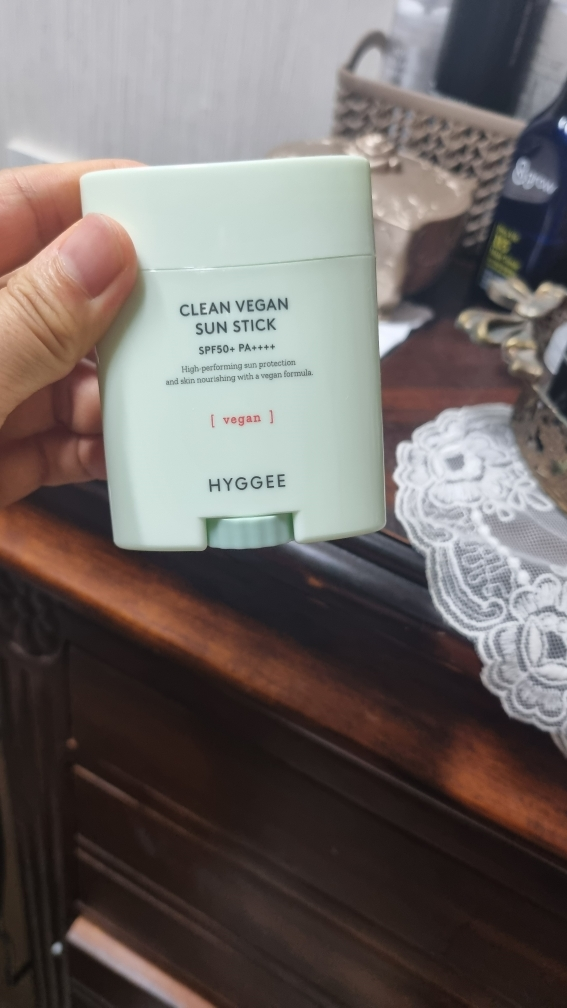 CLEAN VEGAN
SUN STICK
SPF50+ PA++++
High-performing sun protection
and skin nourishing with a vegan formula.
[ vegan ]
HYGGEE